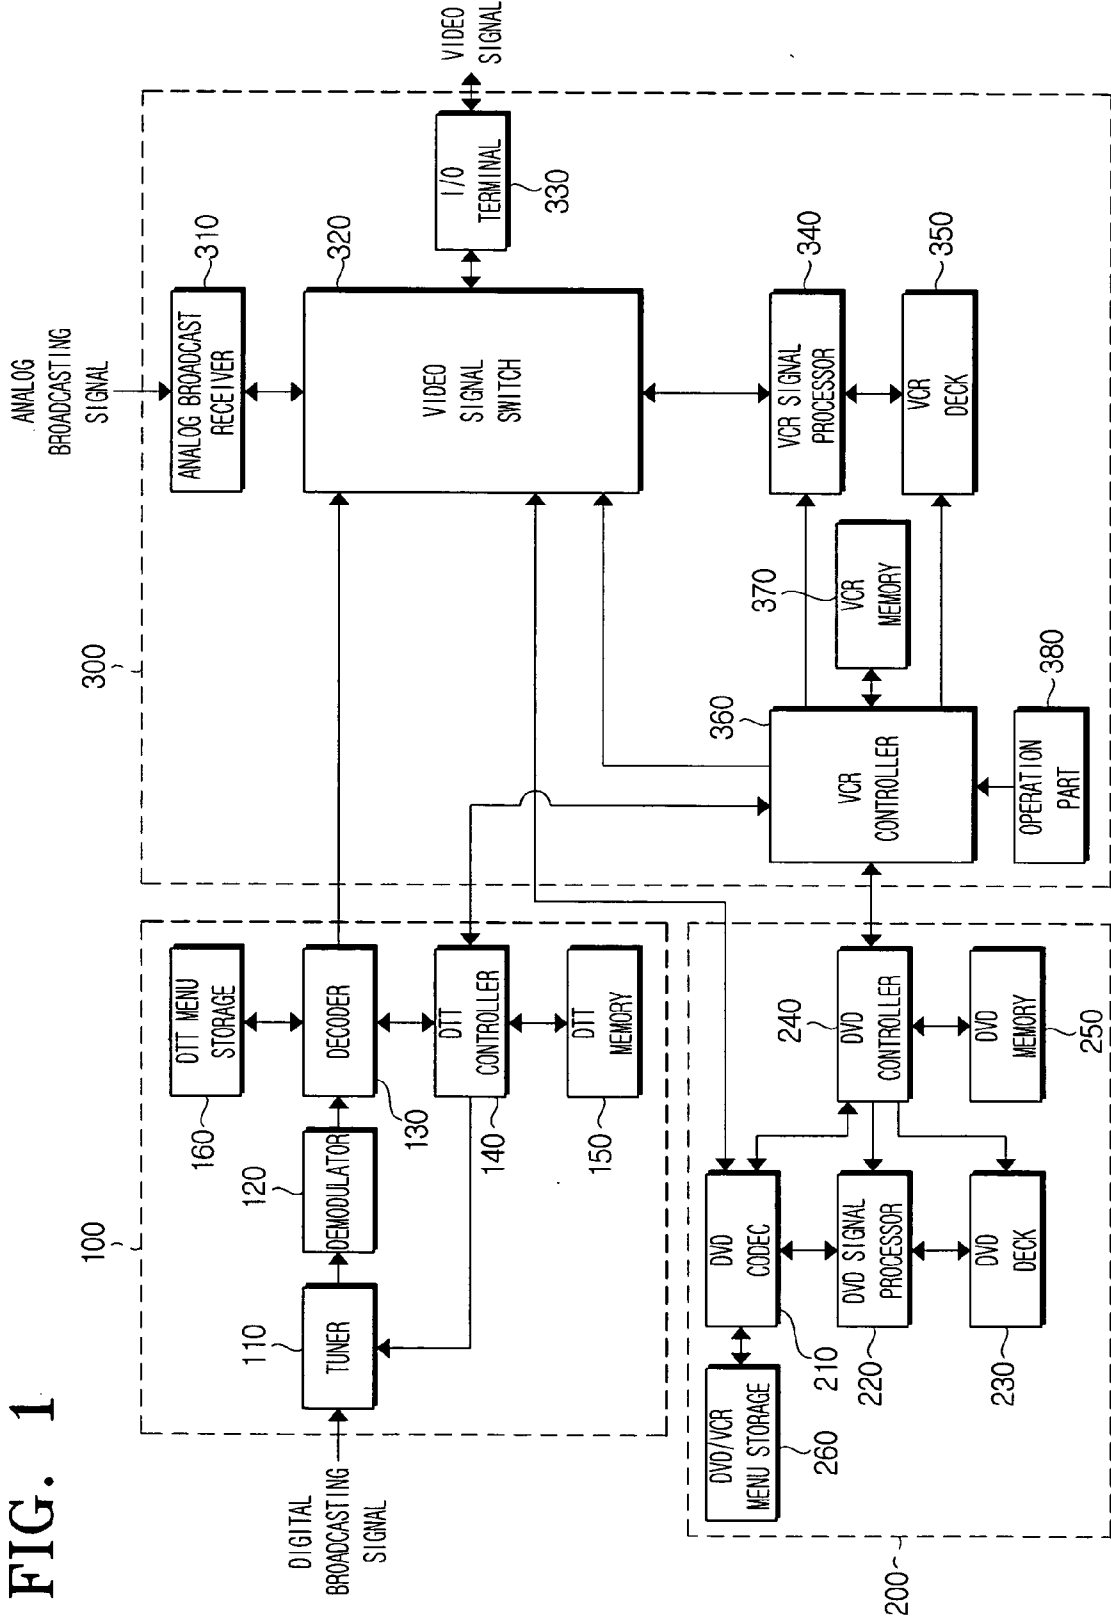 FIG. 1
DIGITAL
BROADCASTING
SIGNAL
100
110
TUNER
120
DEMODULATOR
160
DTT MENU
STORAGE
DECODER
130
DTT
CONTROLLER
140
DTT
MEMORY
150
200
DVD/VCR
MENU STORAGE
260
DVD
CODEC
210
DVD SIGNAL
PROCESSOR
220
DVD
DECK
230
240
DVD
CONTROLLER
DVD
MEMORY
250
300
ANALOG
BROADCASTING
SIGNAL
ANALOG BROADCAST
RECEIVER
310
VIDEO
SIGNAL
SWITCH
320
I/O
TERMINAL
330
VIDEO
SIGNAL
VCR SIGNAL
PROCESSOR
340
VCR
DECK
350
360
VCR
CONTROLLER
370
VCR
MEMORY
OPERATION
PART
380